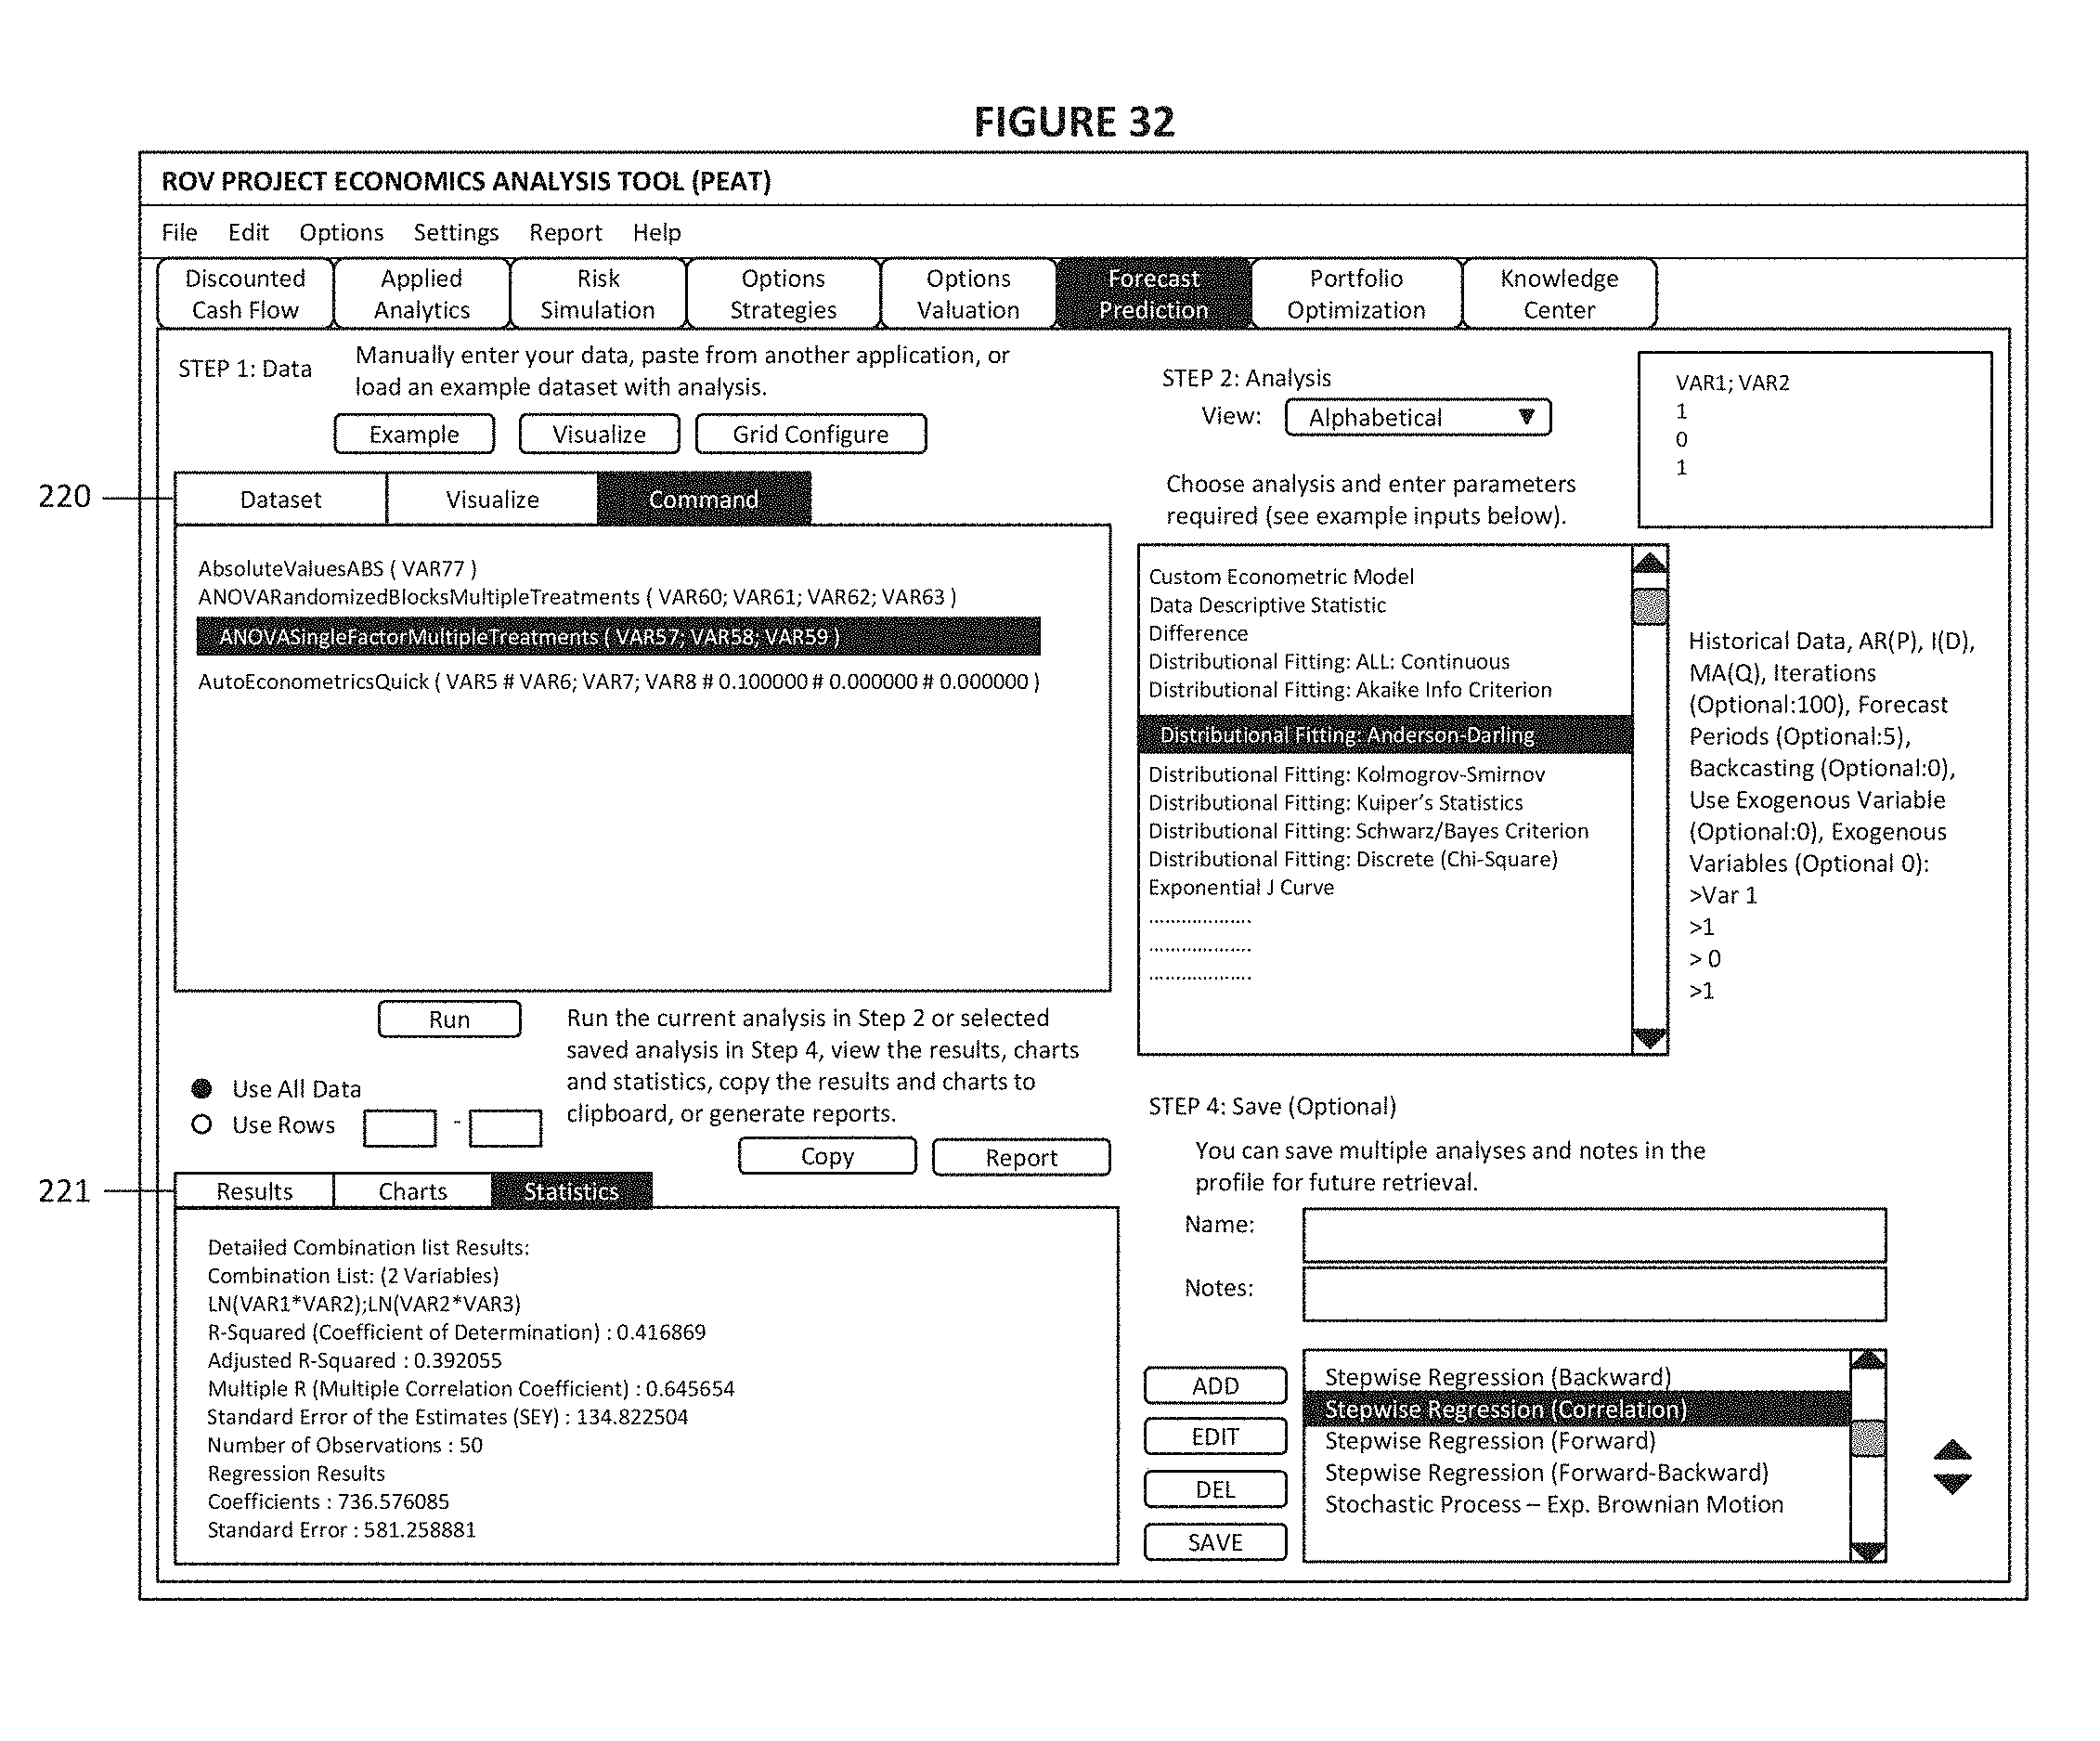 FIGURE 32
ROV PROJECT ECONOMICS ANALYSIS TOOL (PEAT)
File Edit Options Settings Report Help
Discounted Cash Flow
Applied Analytics
Risk Simulation
Options Strategies
Options Valuation
Forecast Prediction
Portfolio Optimization
Knowledge Center
STEP 1: Data
Manually enter your data, paste from another application, or
load an example dataset with analysis.
Example Visualize Grid Configure
220
Dataset Visualize Command
AbsoluteValuesABS ( VAR77 )
ANOVARandomizedBlocksMultipleTreatments ( VAR60; VAR61; VAR62; VAR63 )
ANOVASingleFactorMultipleTreatments ( VAR57; VAR58; VAR59 )
AutoEconometricsQuick ( VAR5 # VAR6; VAR7; VAR8 # 0.100000 # 0.000000 # 0.000000 )
STEP 2: Analysis
View: Alphabetical
VAR1; VAR2
1
0
1
Choose analysis and enter parameters
required (see example inputs below).
Custom Econometric Model
Data Descriptive Statistic
Difference
Distributional Fitting: ALL: Continuous
Distributional Fitting: Akaike Info Criterion
Distributional Fitting: Anderson-Darling
Distributional Fitting: Kolmogrov-Smirnov
Distributional Fitting: Kuiper's Statistics
Distributional Fitting: Schwarz/Bayes Criterion
Distributional Fitting: Discrete (Chi-Square)
Exponential J Curve
...................
...................
...................
Historical Data, AR(P), I(D),
MA(Q), Iterations
(Optional:100), Forecast
Periods (Optional:5),
Backcasting (Optional:0),
Use Exogenous Variable
(Optional:0), Exogenous
Variables (Optional 0):
>Var 1
>1
> 0
>1
Run
Run the current analysis in Step 2 or selected
saved analysis in Step 4, view the results, charts
and statistics, copy the results and charts to
clipboard, or generate reports.
Use All Data
Use Rows -
Copy Report
221
Results Charts Statistics
Detailed Combination list Results:
Combination List: (2 Variables)
LN(VAR1*VAR2);LN(VAR2*VAR3)
R-Squared (Coefficient of Determination) : 0.416869
Adjusted R-Squared : 0.392055
Multiple R (Multiple Correlation Coefficient) : 0.645654
Standard Error of the Estimates (SEY) : 134.822504
Number of Observations : 50
Regression Results
Coefficients : 736.576085
Standard Error : 581.258881
STEP 4: Save (Optional)
You can save multiple analyses and notes in the
profile for future retrieval.
Name:
Notes:
ADD
EDIT
DEL
SAVE
Stepwise Regression (Backward)
Stepwise Regression (Correlation)
Stepwise Regression (Forward)
Stepwise Regression (Forward-Backward)
Stochastic Process – Exp. Brownian Motion